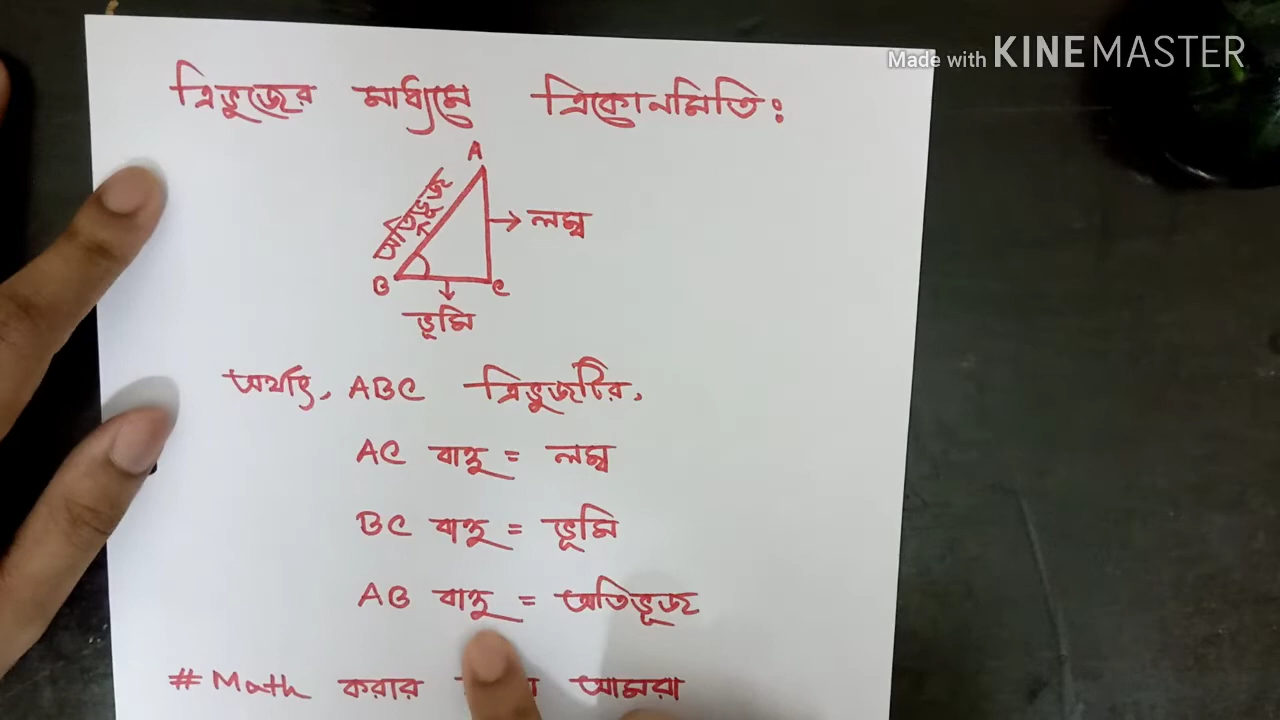 Made with KINEMASTER
ত্রিভুজের মাধ্যমে ত্রিকোনমিতি:
A
অতিভূজ
লম্ব
B
C
ভূমি
অর্থাৎ, ABC ত্রিভুজটির,
AC বাহু = লম্ব
BC বাহু = ভূমি
AB বাহু = অতিভূজ
# Math করার আমরা